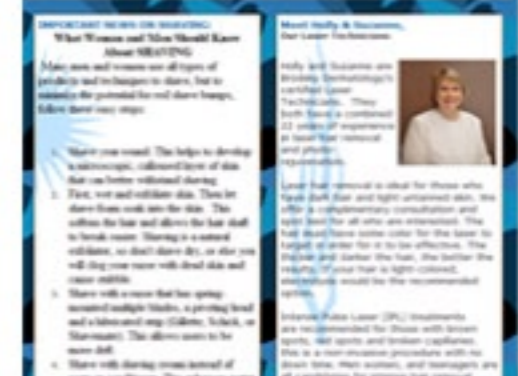 IMPORTANT NEWS ON SHAVING:
What Women and Men Should Know
About SHAVING
Many men and women use all types of
products and techniques to shave, but to
minimize the potential for red shave bumps,
follow these easy steps:
1. Shave your wound. This helps to develop
a microscopic, calloused layer of skin
that can better withstand shaving.
2. First, wet and exfoliate skin. Then let
shave foam soak into the skin. This
softens the hair and allows the hair shaft
to break easier. Shaving is a natural
exfoliator, so don't shave dry, or else you
will clog your razor with dead skin and
cause
3. Shave with a razor that has spring-
mounted multiple blades, a pivoting head
and a lubricated strip (Gillette, Schick, or
). This allows razors to be
more
4. Shave with shaving cream instead of
Meet Holly & Suzanne,
Our Laser Technicians
Holly and Suzanne are
Dermatology's
certified Laser
Technicians. They
both have a combined
22 years of experience
in laser hair removal
and photo
rejuvenation.
Laser hair removal is ideal for those who
have dark hair and light untanned skin. We
offer a complimentary consultation and
spot test for all who are interested. The
hair must have some color for the laser to
target in order for it to be effective. The
thicker and darker the hair, the better the
results. If your hair is light-colored,
electrolysis would be the recommended
option.
Intense Pulse Laser (IPL) treatments
are recommended for those with brown
spots, red spots and broken capillaries.
this is a non-invasive procedure with no
down time. Men women, and teenagers are
all candidates for